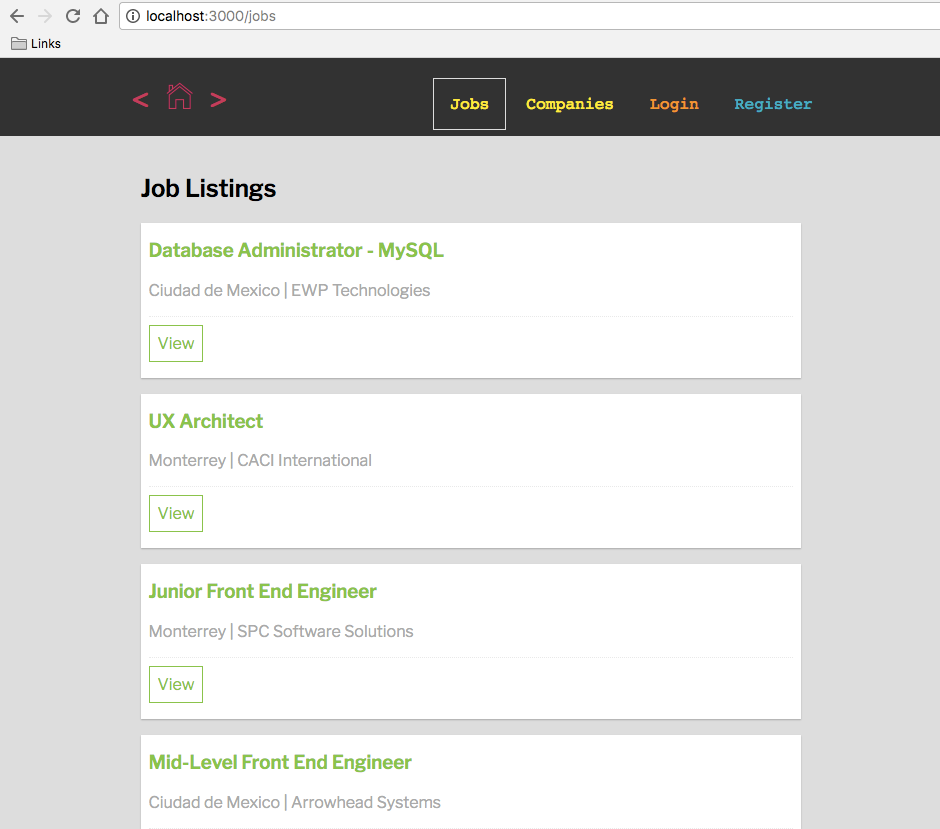 localhost:3000/jobs
Links
< >
Jobs Companies Login Register
Job Listings
Database Administrator - MySQL
Ciudad de Mexico | EWP Technologies
View
UX Architect
Monterrey | CACI International
View
Junior Front End Engineer
Monterrey | SPC Software Solutions
View
Mid-Level Front End Engineer
Ciudad de Mexico | Arrowhead Systems